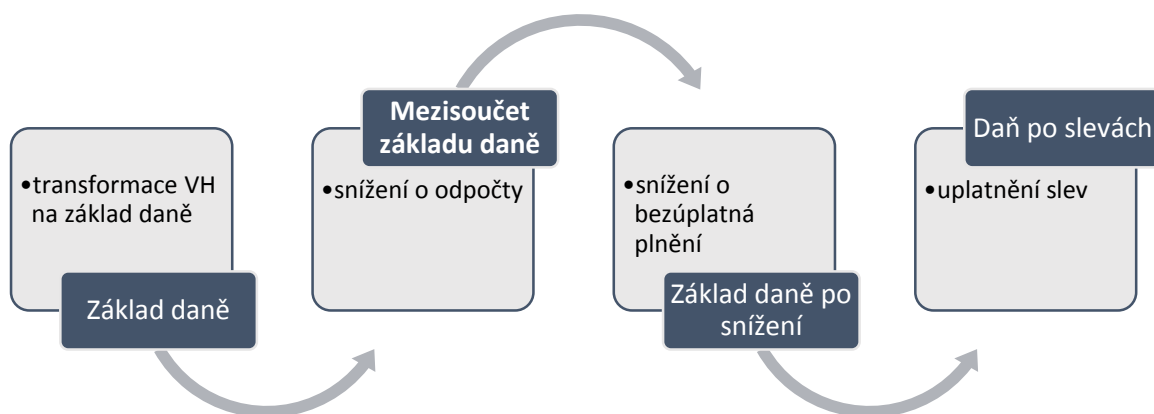 •transformace VH
na základ daně
Základ daně
Mezisoučet
základu daně
•snížení o odpočty
•snížení o
bezúplatná
plnění
Základ daně po
snížení
Daň po slevách
•uplatnění slev